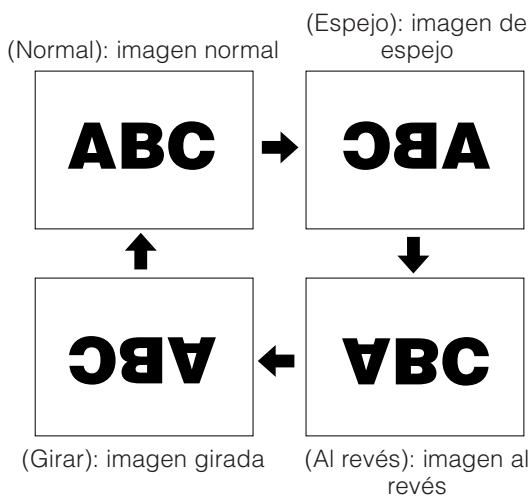 (Espejo): imagen de
espejo
(Normal): imagen normal
ABC
ABC
ABC
ABC
(Girar): imagen girada
(Al revés): imagen al
revés